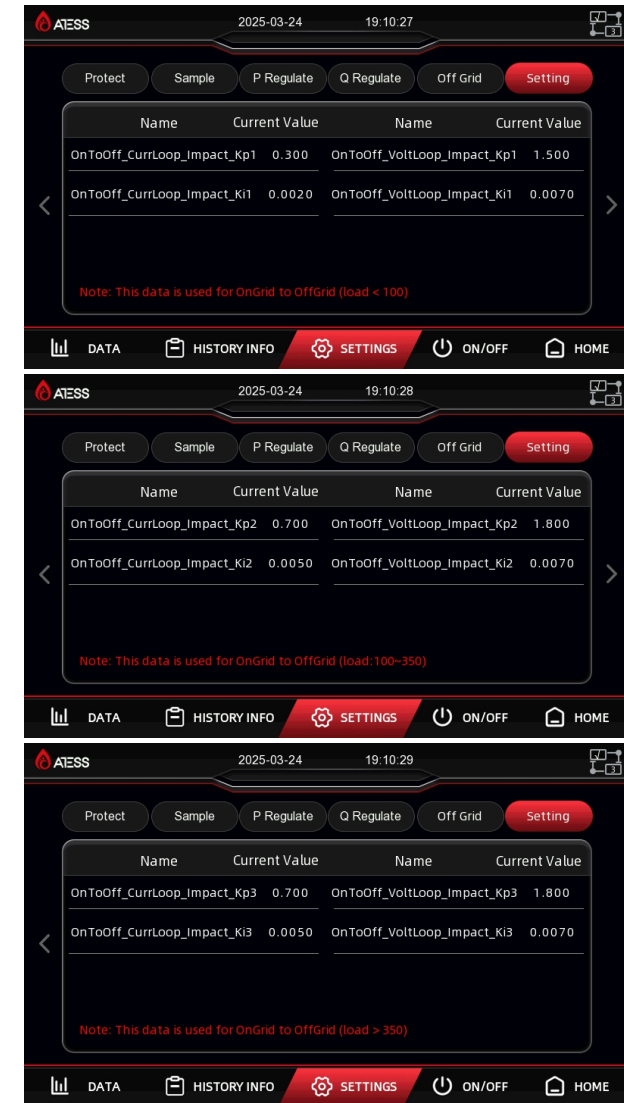 ATESS 2025-03-24 19:10:27
3
Protect Sample P Regulate Q Regulate Off Grid Setting
Name Current Value Name Current Value
OnToOff_CurrLoop_Impact_Kp1 0.300 OnToOff_VoltLoop_Impact_Kp1 1.500
OnToOff_CurrLoop_Impact_Ki1 0.0020 OnToOff_VoltLoop_Impact_Ki1 0.0070
Note: This data is used for OnGrid to OffGrid (load < 100)
DATA HISTORY INFO SETTINGS ON/OFF HOME
ATESS 2025-03-24 19:10:28
3
Protect Sample P Regulate Q Regulate Off Grid Setting
Name Current Value Name Current Value
OnToOff_CurrLoop_Impact_Kp2 0.700 OnToOff_VoltLoop_Impact_Kp2 1.800
OnToOff_CurrLoop_Impact_Ki2 0.0050 OnToOff_VoltLoop_Impact_Ki2 0.0070
Note: This data is used for OnGrid to OffGrid (load:100~350)
DATA HISTORY INFO SETTINGS ON/OFF HOME
ATESS 2025-03-24 19:10:29
3
Protect Sample P Regulate Q Regulate Off Grid Setting
Name Current Value Name Current Value
OnToOff_CurrLoop_Impact_Kp3 0.700 OnToOff_VoltLoop_Impact_Kp3 1.800
OnToOff_CurrLoop_Impact_Ki3 0.0050 OnToOff_VoltLoop_Impact_Ki3 0.0070
Note: This data is used for OnGrid to OffGrid (load > 350)
DATA HISTORY INFO SETTINGS ON/OFF HOME